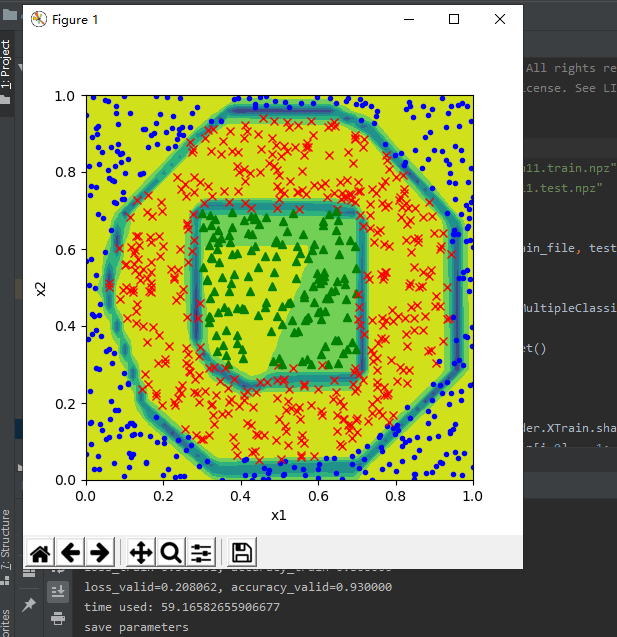 Figure 1
All rights re
icense. See LI
11.train.npz"
1.test.npz"
in_file, test
MultipleClassi
et()
der.XTrain.sha
1: Project
7: Structure
1.0
0.8
0.6
0.4
0.2
0.0
x2
0.0 0.2 0.4 0.6 0.8 1.0
x1
loss_valid=0.208062, accuracy_valid=0.930000
time used: 59.16582655906677
save parameters